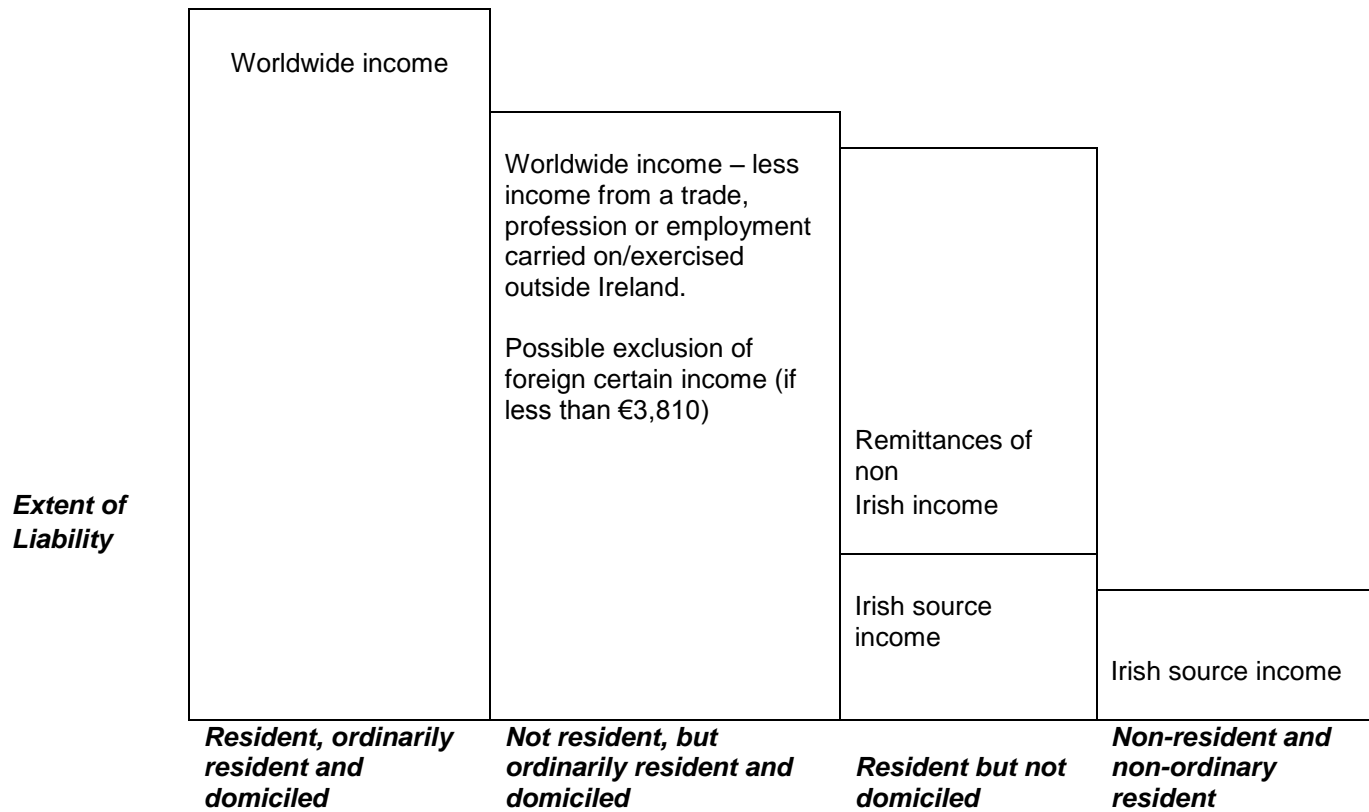 Worldwide income
Worldwide income – less
income from a trade,
profession or employment
carried on/exercised
outside Ireland.
Possible exclusion of
foreign certain income (if
less than €3,810)
Remittances of
non
Irish income
Extent of
Liability
Irish source
income
Irish source income
Resident, ordinarily
resident and
domiciled
Not resident, but
ordinarily resident and
domiciled
Resident but not
domiciled
Non-resident and
non-ordinary
resident